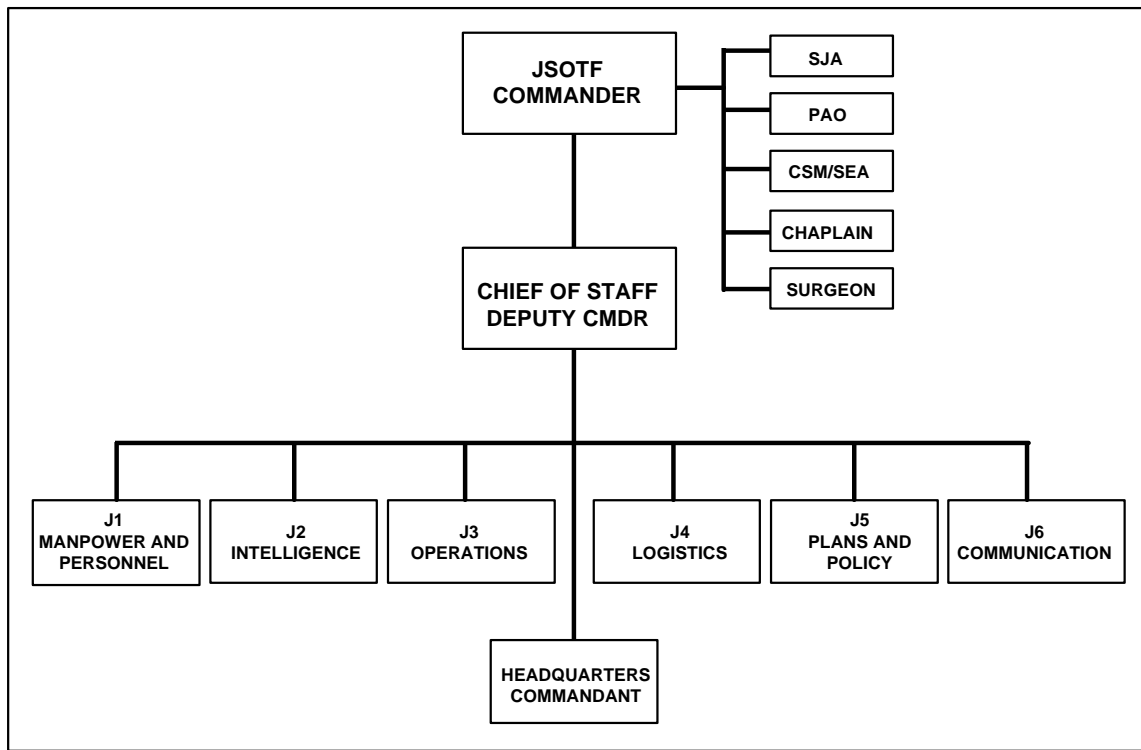 JSOTF
COMMANDER
SJA
PAO
CSM/SEA
CHAPLAIN
SURGEON
CHIEF OF STAFF
DEPUTY CMDR
J1
MANPOWER AND
PERSONNEL
J2
INTELLIGENCE
J3
OPERATIONS
J4
LOGISTICS
J5
PLANS AND
POLICY
J6
COMMUNICATION
HEADQUARTERS
COMMANDANT